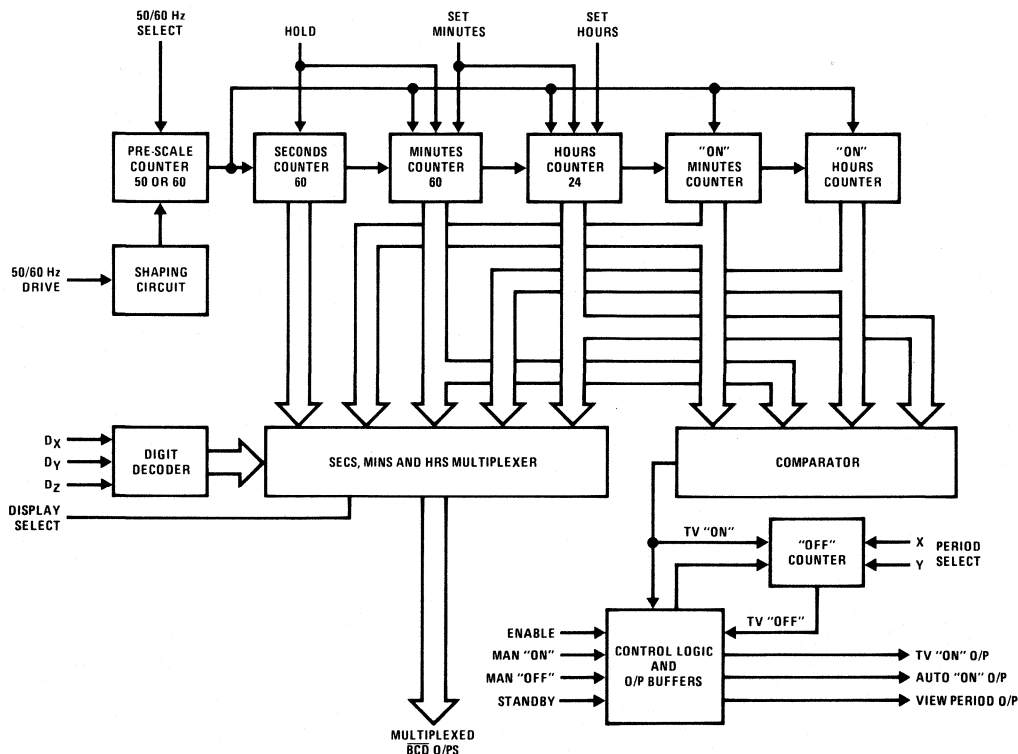 50/60 Hz
SELECT
HOLD
SET
MINUTES
SET
HOURS
PRE-SCALE
COUNTER
50 OR 60
SECONDS
COUNTER
60
MINUTES
COUNTER
60
HOURS
COUNTER
24
"ON"
MINUTES
COUNTER
"ON"
HOURS
COUNTER
50/60 Hz
DRIVE
SHAPING
CIRCUIT
DX
DY
DZ
DIGIT
DECODER
SECS, MINS AND HRS MULTIPLEXER
COMPARATOR
DISPLAY
SELECT
TV "ON"
"OFF"
COUNTER
X
Y
PERIOD
SELECT
TV "OFF"
ENABLE
MAN "ON"
MAN "OFF"
STANDBY
CONTROL LOGIC
AND
O/P BUFFERS
TV "ON" O/P
AUTO "ON" O/P
VIEW PERIOD O/P
MULTIPLEXED
BCD O/PS